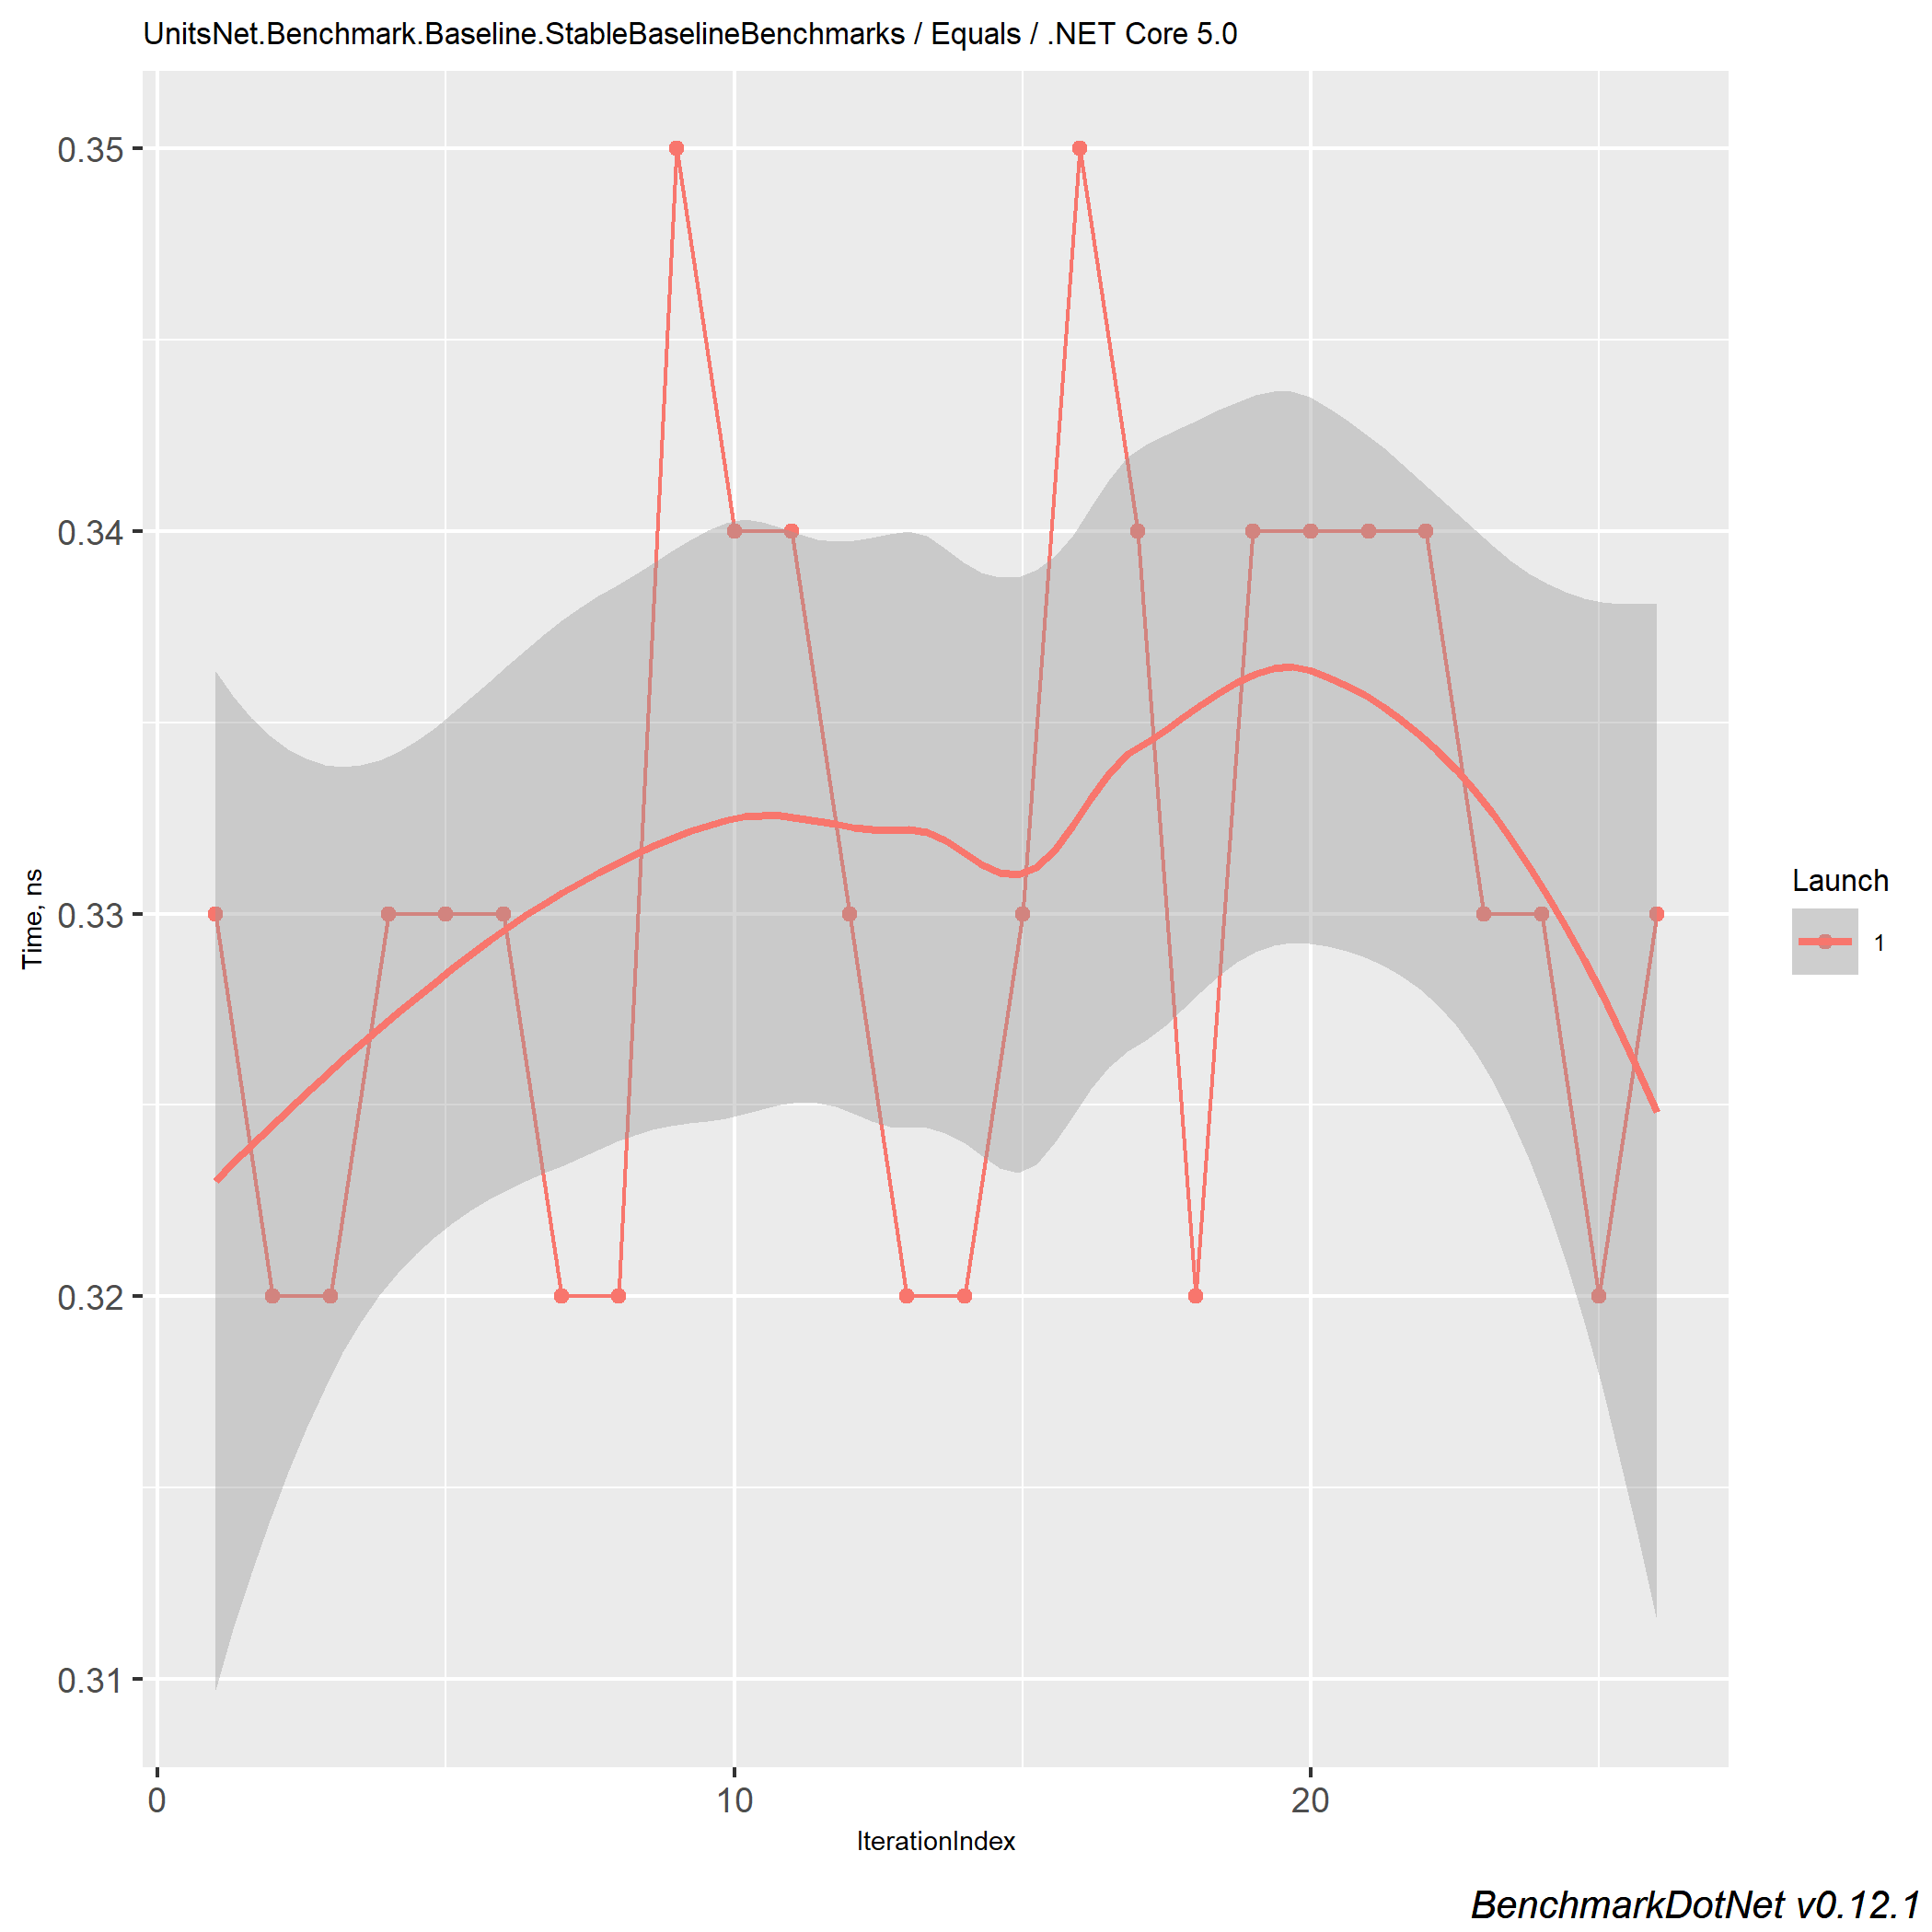 UnitsNet.Benchmark.Baseline.StableBaselineBenchmarks / Equals / .NET Core 5.0
0.35
0.34
0.33
0.32
0.31
Time, ns
0
10
20
IterationIndex
Launch
1
BenchmarkDotNet v0.12.1